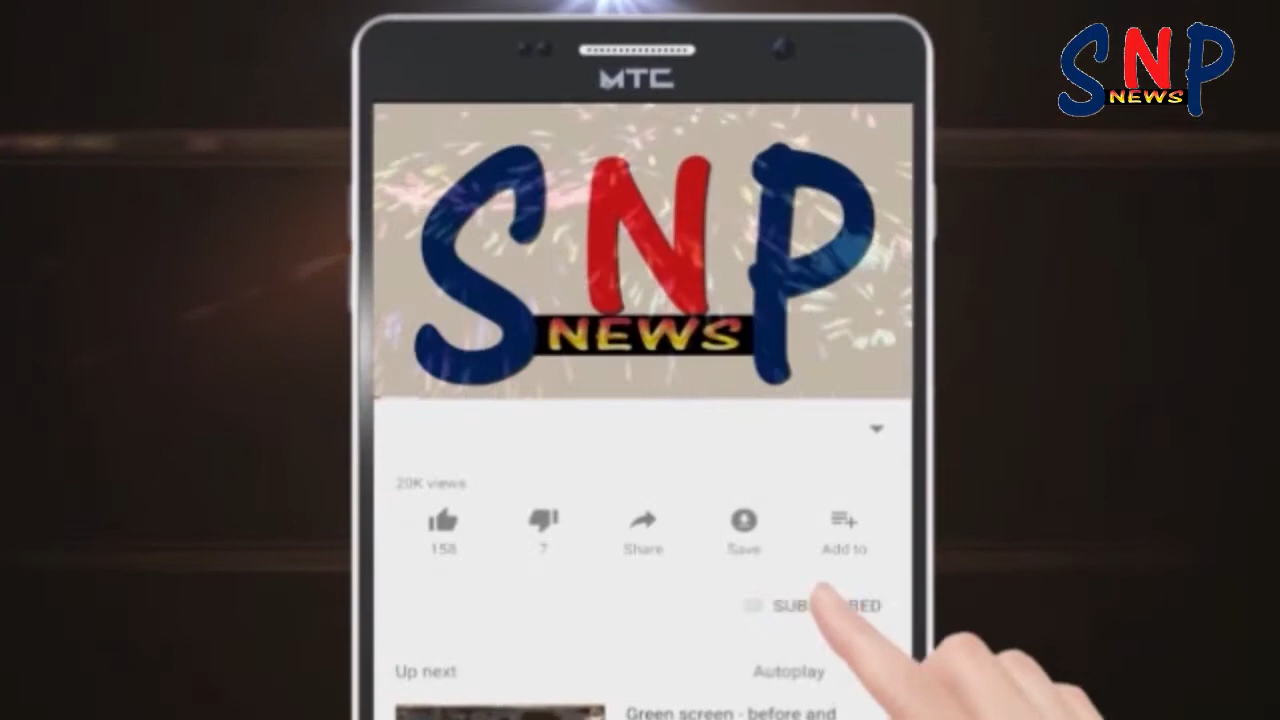 SNP
NEWS
MTC
SNP
NEWS
20K views
158
7
Share
Save
Add to
Up next
Autoplay
Green screen - before and